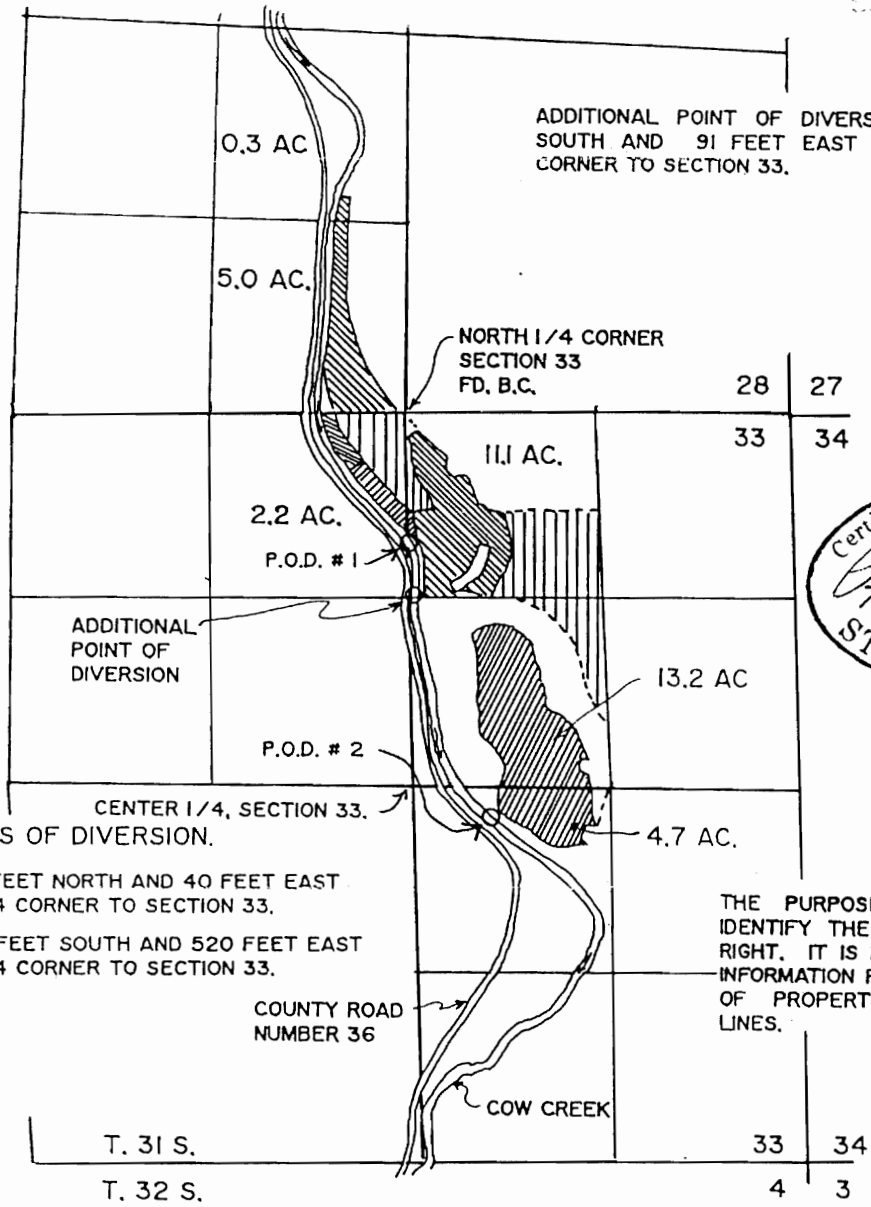 0.3 AC
ADDITIONAL POINT OF
SOUTH AND 91 FEET EAST
CORNER TO SECTION 33.
5.0 AC.
NORTH 1/4 CORNER
SECTION 33
FD. B.C.
28 27
33 34
11.1 AC.
2.2 AC.
P.O.D. # 1
ADDITIONAL
POINT OF
DIVERSION
13.2 AC
P.O.D. # 2
CENTER 1/4, SECTION 33.
OF DIVERSION.
4.7 AC.
FEET NORTH AND 40 FEET EAST
CORNER TO SECTION 33.
FEET SOUTH AND 520 FEET EAST
CORNER TO SECTION 33.
THE
IDENTIFY THE
RIGHT. IT IS
INFORMATION
OF
LINES.
COUNTY ROAD
NUMBER 36
COW CREEK
T. 31 S.
33 34
T. 32 S.
4 3